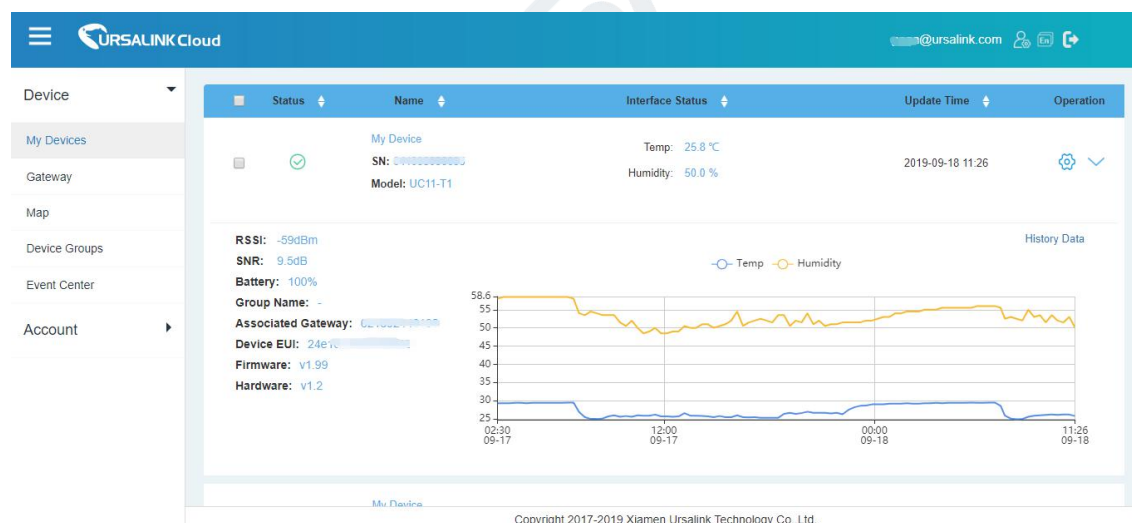 URSALINK Cloud
@ursalink.com En
Device
My Devices
Gateway
Map
Device Groups
Event Center
Account
Status Name Interface Status Update Time Operation
My Device
SN:
Model: UC11-T1
Temp: 25.8 ℃
Humidity: 50.0 %
2019-09-18 11:26
RSSI: -59dBm
SNR: 9.5dB
Battery: 100%
Group Name: -
Associated Gateway:
Device EUI: 24e1
Firmware: v1.99
Hardware: v1.2
History Data
Temp Humidity
58.6
55
50
45
40
35
30
25
02:30 12:00 00:00 11:26
09-17 09-17 09-18 09-18
My Device
Copyright 2017-2019 Xiamen Ursalink Technology Co., Ltd.